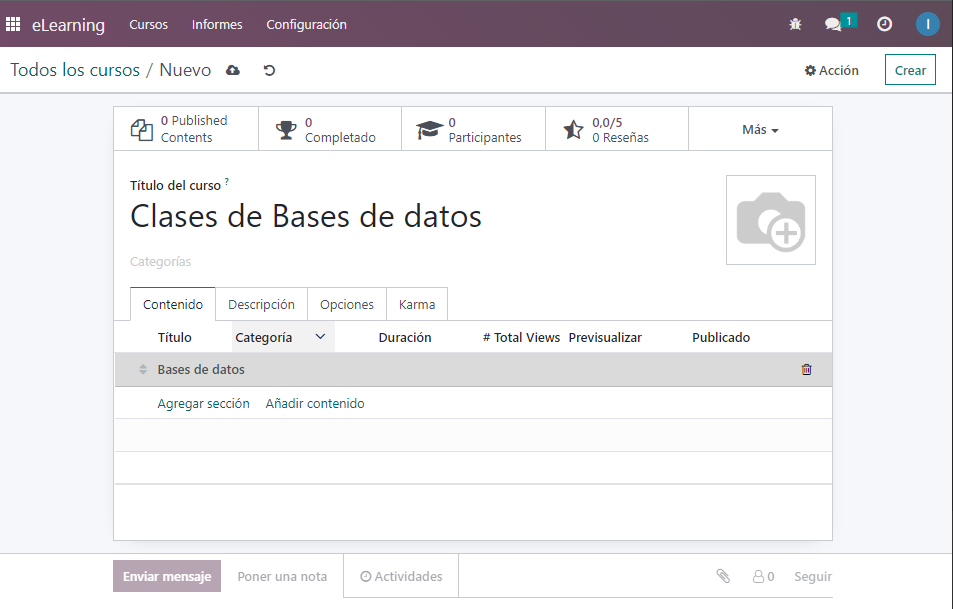 eLearning Cursos Informes Configuración 1 I
Todos los cursos / Nuevo Acción Crear
0 Published Contents
0 Completado
0 Participantes
0,0/5
0 Reseñas
Más
Título del curso ?
Clases de Bases de datos
Categorías
Contenido Descripción Opciones Karma
Título Categoría Duración # Total Views Previsualizar Publicado
Bases de datos
Agregar sección Añadir contenido
Enviar mensaje Poner una nota Actividades 0 Seguir